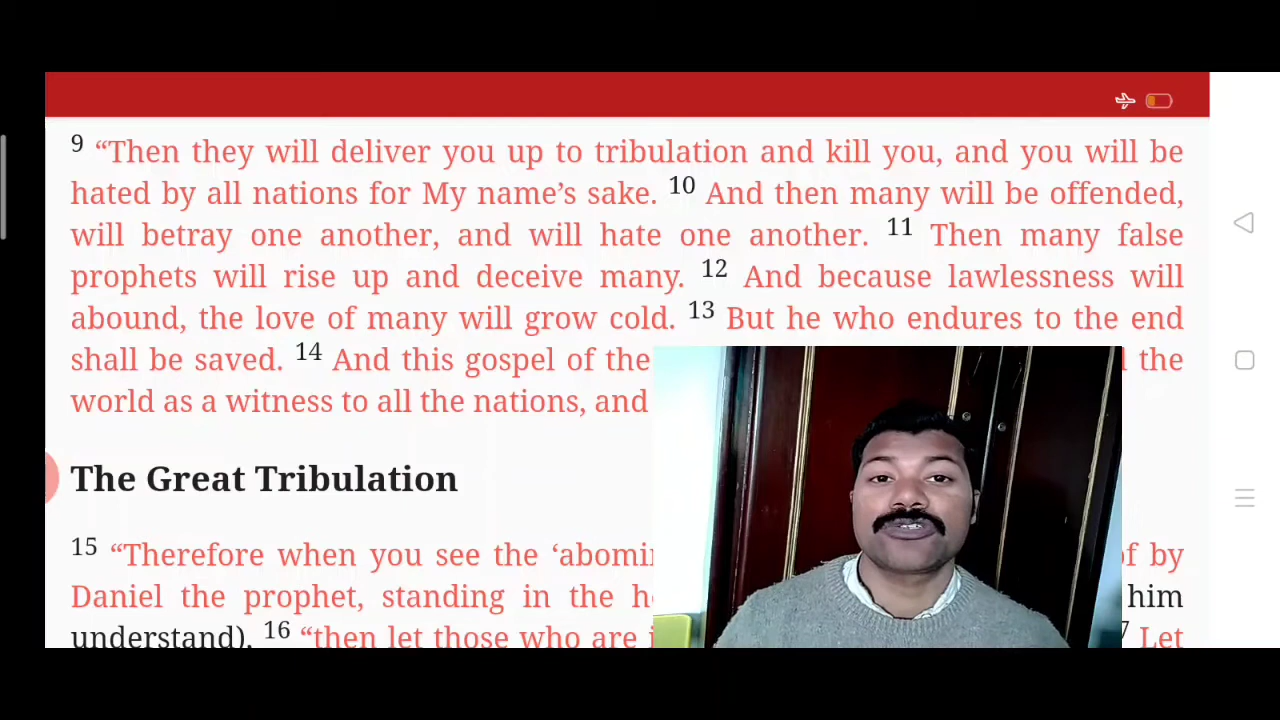 9 “Then they will deliver you up to tribulation and kill you, and you will be
hated by all nations for My name’s sake. 10 And then many will be offended,
will betray one another, and will hate one another. 11 Then many false
prophets will rise up and deceive many. 12 And because lawlessness will
abound, the love of many will grow cold. 13 But he who endures to the end
shall be saved. 14 And this gospel of the the
world as a witness to all the nations, and
The Great Tribulation
15 “Therefore when you see the of by
Daniel the prophet, standing in the him
understand), 16 “then let those who are Let